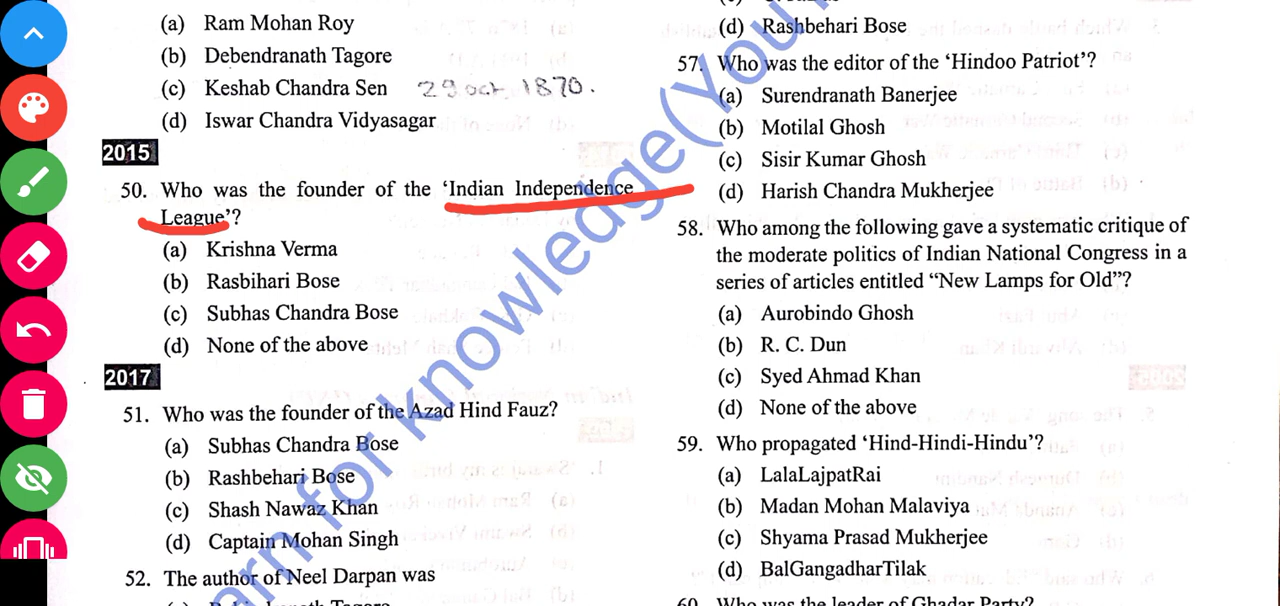 (a) Ram Mohan Roy
(b) Debendranath Tagore
(c) Keshab Chandra Sen 29 oct, 1870.
(d) Iswar Chandra Vidyasagar
2015
50. Who was the founder of the ‘Indian Independence
League’?
(a) Krishna Verma
(b) Rasbihari Bose
(c) Subhas Chandra Bose
(d) None of the above
2017
51. Who was the founder of the Azad Hind Fauz?
(a) Subhas Chandra Bose
(b) Rashbehari Bose
(c) Shash Nawaz Khan
(d) Captain Mohan Singh
52. The author of Neel Darpan was
(d) Rashbehari Bose
57. Who was the editor of the ‘Hindoo Patriot’?
(a) Surendranath Banerjee
(b) Motilal Ghosh
(c) Sisir Kumar Ghosh
(d) Harish Chandra Mukherjee
58. Who among the following gave a systematic critique of
the moderate politics of Indian National Congress in a
series of articles entitled “New Lamps for Old”?
(a) Aurobindo Ghosh
(b) R. C. Dun
(c) Syed Ahmad Khan
(d) None of the above
59. Who propagated ‘Hind-Hindi-Hindu’?
(a) LalaLajpatRai
(b) Madan Mohan Malaviya
(c) Shyama Prasad Mukherjee
(d) BalGangadharTilak
60. Who was the leader of Ghadar Party?
arn for knowledge(You